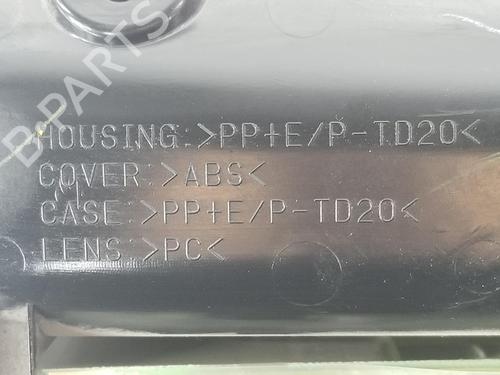 B-PARTS
HOUSING:>PP+E/P-TD20<
COVER:>ABS<
CASE:>PP+E/P-TD20<
LENS:>PC<